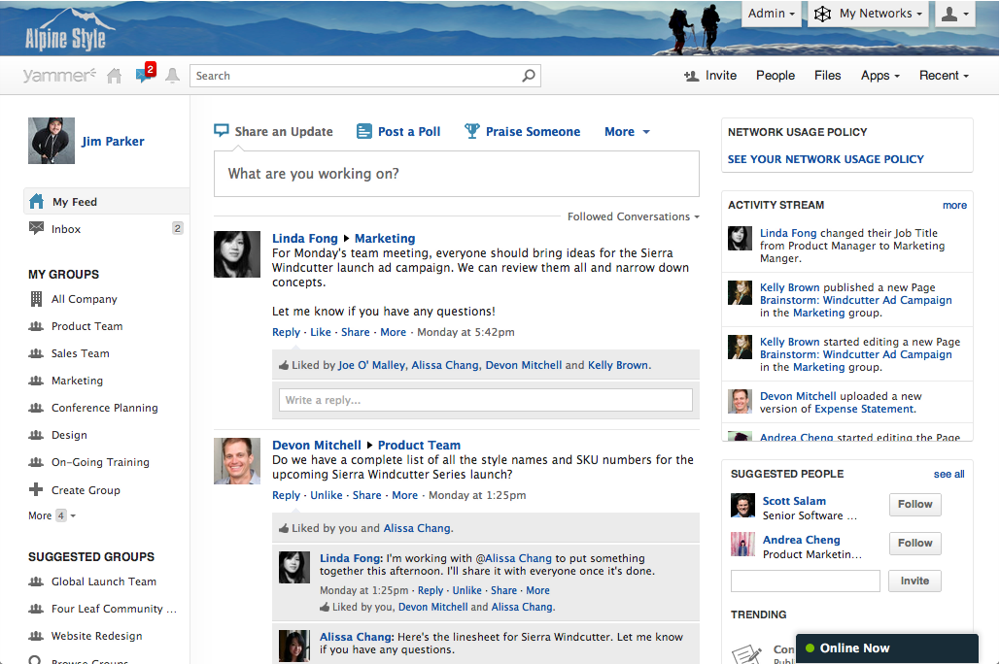 Alpine Style
Admin
My Networks
yammer
2
Search
Invite
People
Files
Apps
Recent
Jim Parker
My Feed
Inbox
2
MY GROUPS
All Company
Product Team
Sales Team
Marketing
Conference Planning
Design
On-Going Training
Create Group
More 4
SUGGESTED GROUPS
Global Launch Team
Four Leaf Community ...
Website Redesign
Browse Groups
Share an Update
Post a Poll
Praise Someone
More
What are you working on?
Followed Conversations
Linda Fong ▸ Marketing
For Monday's team meeting, everyone should bring ideas for the Sierra
Windcutter launch ad campaign. We can review them all and narrow down
concepts.
Let me know if you have any questions!
Reply · Like · Share · More · Monday at 5:42pm
Liked by Joe O' Malley, Alissa Chang, Devon Mitchell and Kelly Brown.
Write a reply...
Devon Mitchell ▸ Product Team
Do we have a complete list of all the style names and SKU numbers for the
upcoming Sierra Windcutter Series launch?
Reply · Unlike · Share · More · Monday at 1:25pm
Liked by you and Alissa Chang.
Linda Fong: I'm working with @Alissa Chang to put something
together this afternoon. I'll share it with everyone once it's done.
Monday at 1:25pm · Reply · Unlike · Share · More
Liked by you, Devon Mitchell and Alissa Chang.
Alissa Chang: Here's the linesheet for Sierra Windcutter. Let me know
if you have any questions.
NETWORK USAGE POLICY
SEE YOUR NETWORK USAGE POLICY
ACTIVITY STREAM
more
Linda Fong changed their Job Title
from Product Manager to Marketing
Manger.
Kelly Brown published a new Page
Brainstorm: Windcutter Ad Campaign
in the Marketing group.
Kelly Brown started editing a new Page
Brainstorm: Windcutter Ad Campaign
in the Marketing group.
Devon Mitchell uploaded a new
version of Expense Statement.
Andrea Cheng started editing the Page
SUGGESTED PEOPLE
see all
Scott Salam
Senior Software ...
Follow
Andrea Cheng
Product Marketin...
Follow
Invite
TRENDING
Online Now